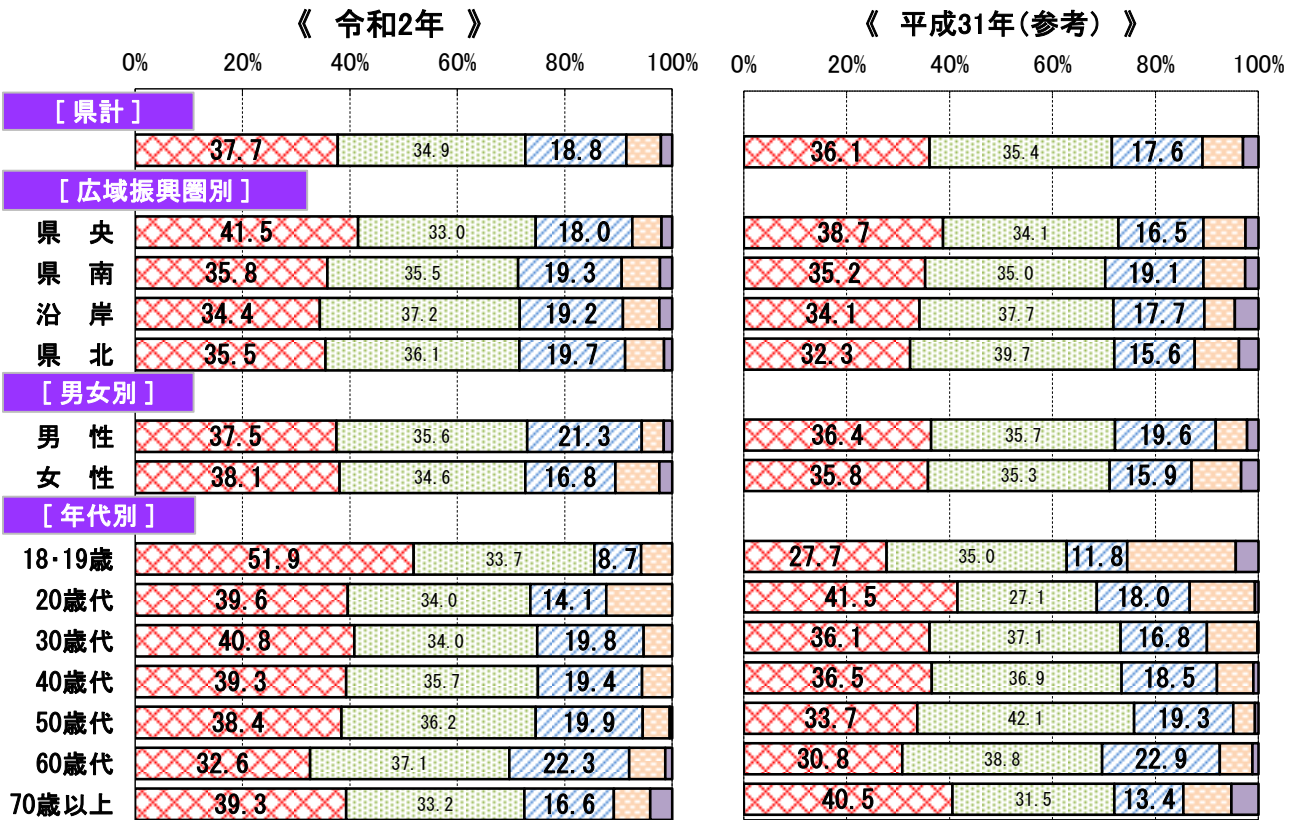 《 令和2年 》 《 平成31年(参考) 》
0% 20% 40% 60% 80% 100% 0% 20% 40% 60% 80% 100%
[ 県計 ]
37.7 34.9 18.8 36.1 35.4 17.6
[ 広域振興圏別 ]
県 央 41.5 33.0 18.0 38.7 34.1 16.5
県 南 35.8 35.5 19.3 35.2 35.0 19.1
沿 岸 34.4 37.2 19.2 34.1 37.7 17.7
県 北 35.5 36.1 19.7 32.3 39.7 15.6
[ 男女別 ]
男 性 37.5 35.6 21.3 36.4 35.7 19.6
女 性 38.1 34.6 16.8 35.8 35.3 15.9
[ 年代別 ]
18・19歳 51.9 33.7 8.7 27.7 35.0 11.8
20歳代 39.6 34.0 14.1 41.5 27.1 18.0
30歳代 40.8 34.0 19.8 36.1 37.1 16.8
40歳代 39.3 35.7 19.4 36.5 36.9 18.5
50歳代 38.4 36.2 19.9 33.7 42.1 19.3
60歳代 32.6 37.1 22.3 30.8 38.8 22.9
70歳以上 39.3 33.2 16.6 40.5 31.5 13.4